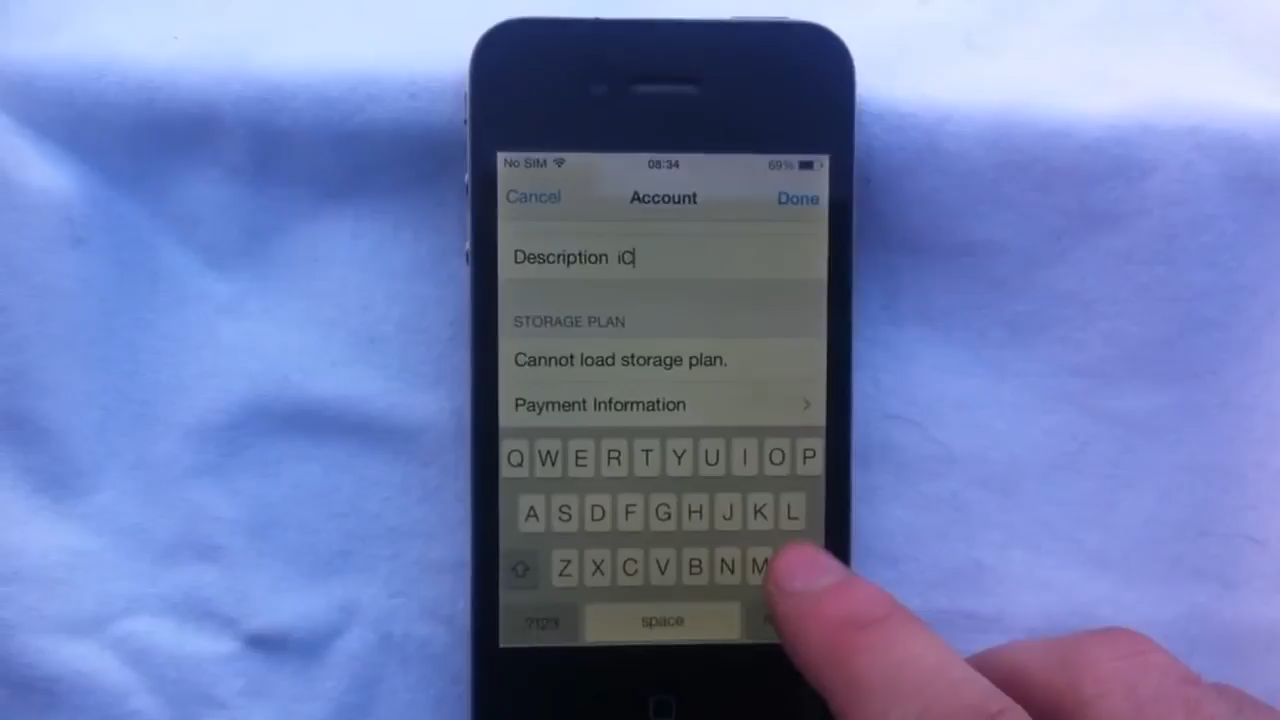 No SIM 08:34 69%
Cancel Account Done
Description iC
STORAGE PLAN
Cannot load storage plan.
Payment Information
Q W E R T Y U I O P
A S D F G H J K L
Z X C V B N M
.?123 space